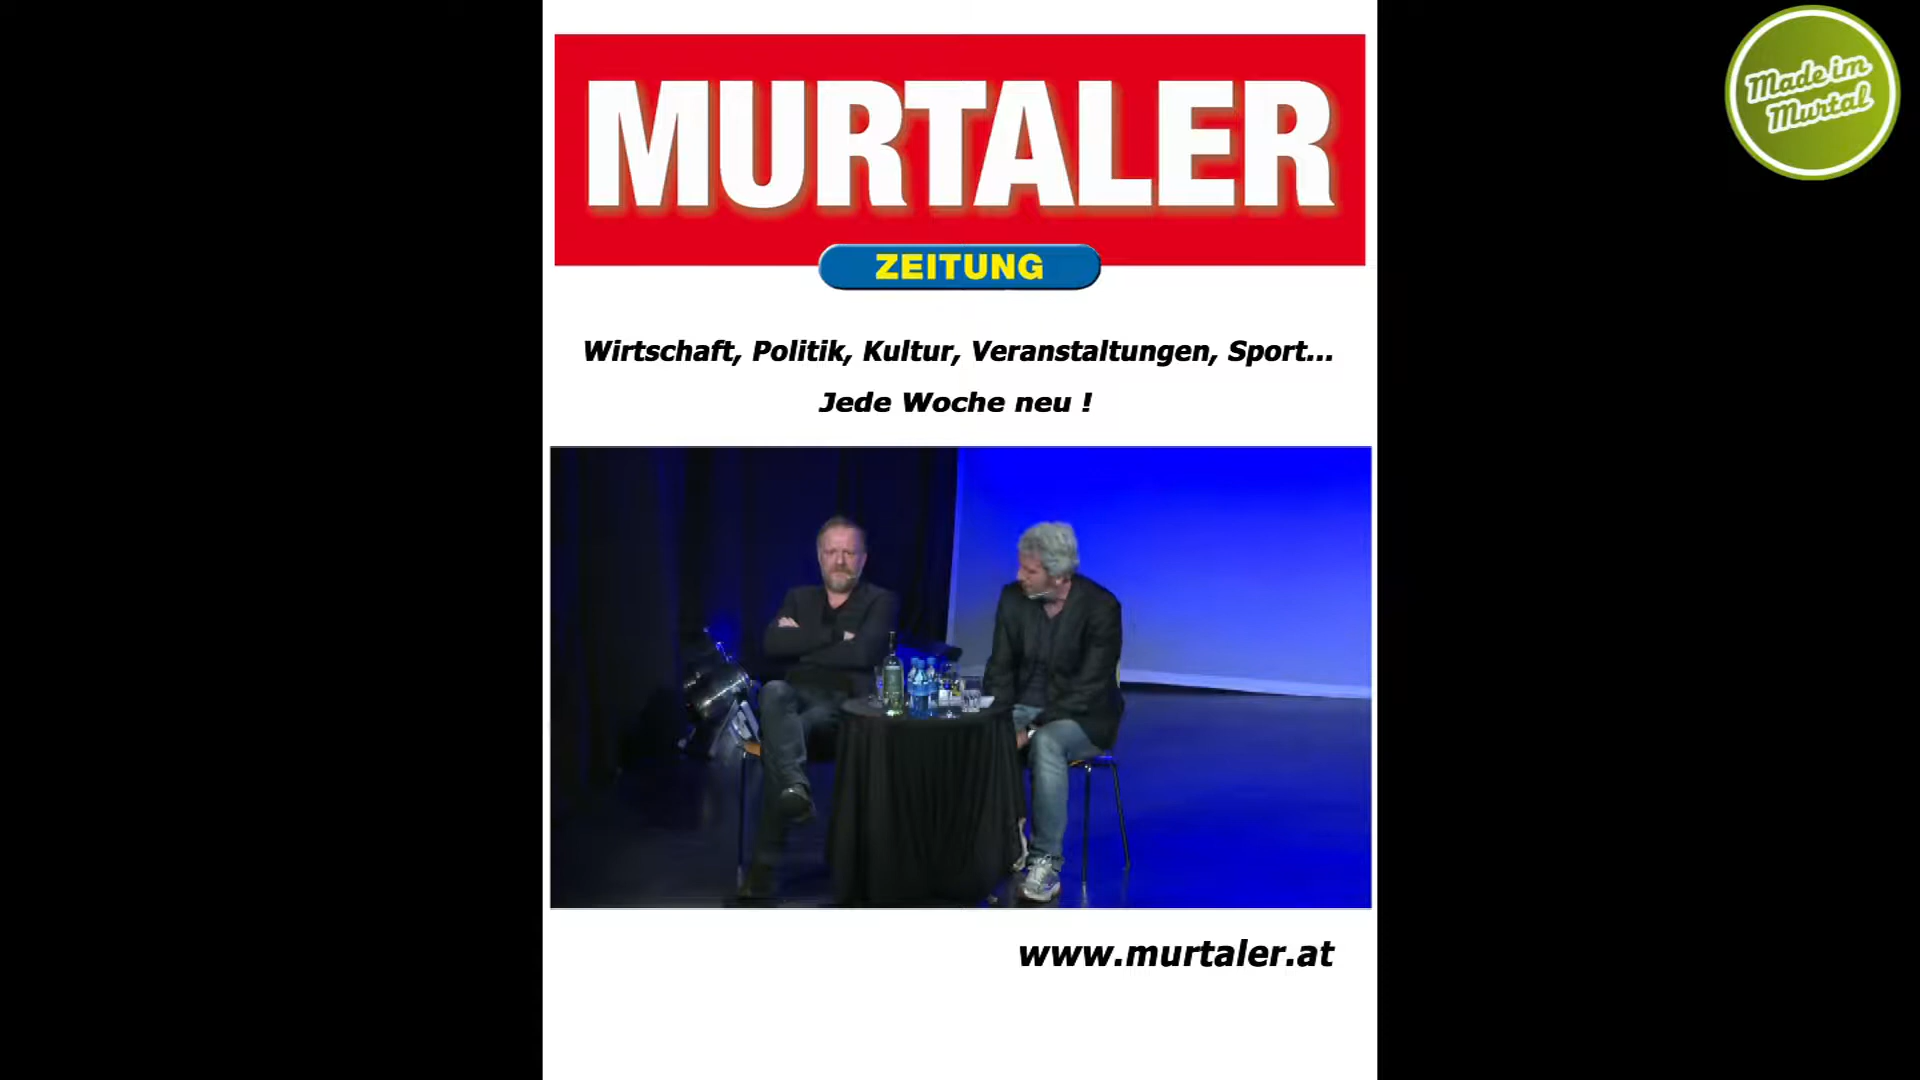 MURTALER
ZEITUNG
Wirtschaft, Politik, Kultur, Veranstaltungen, Sport...
Jede Woche neu !
www.murtaler.at
Made im
Murtal